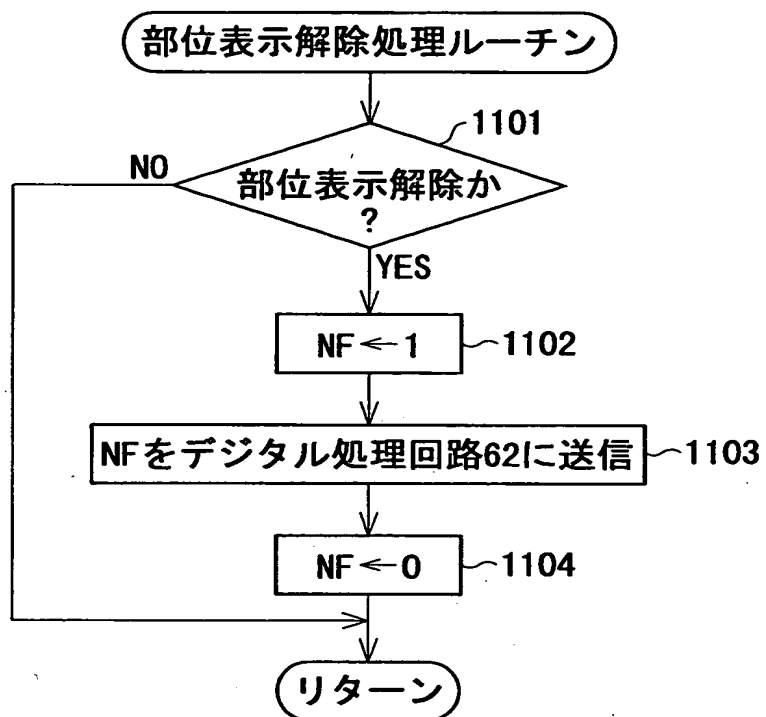 部位表示解除処理ルーチン
1101
NO
部位表示解除か
?
YES
NF←1
1102
NFをデジタル処理回路62に送信
1103
NF←0
1104
リターン